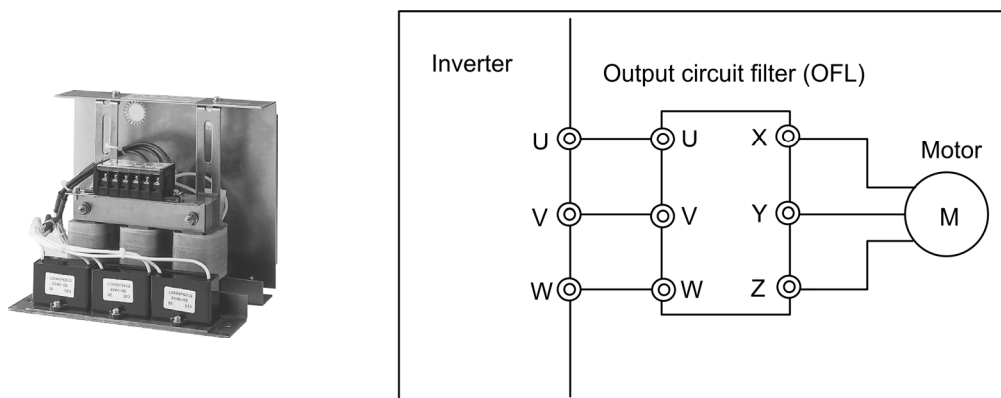 Inverter
Output circuit filter (OFL)
U U X
Motor
V V Y M
W W Z